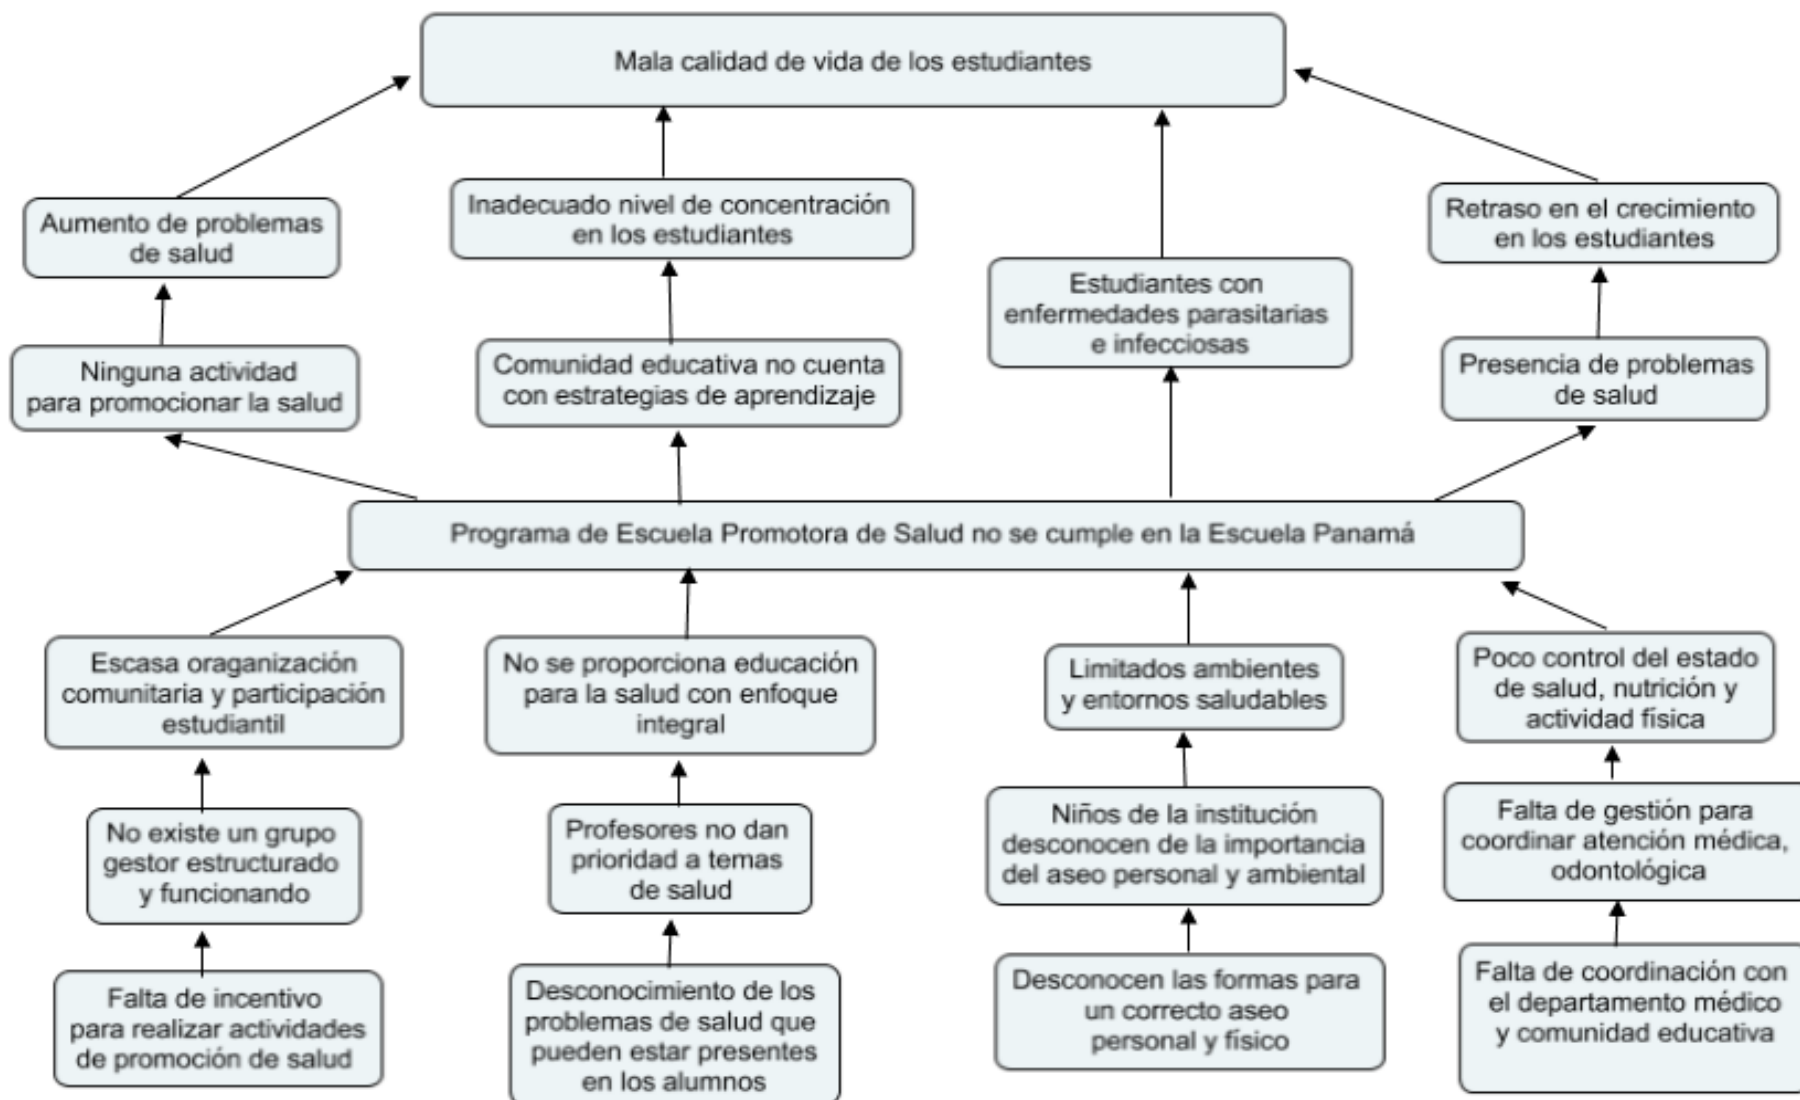 Mala calidad de vida de los estudiantes
Aumento de problemas
de salud
Inadecuado nivel de concentración
en los estudiantes
Estudiantes con
enfermedades parasitarias
e infecciosas
Retraso en el crecimiento
en los estudiantes
Ninguna actividad
para promocionar la salud
Comunidad educativa no cuenta
con estrategias de aprendizaje
Presencia de problemas
de salud
Programa de Escuela Promotora de Salud no se cumple en la Escuela Panamá
Escasa oraganización
comunitaria y participación
estudiantil
No se proporciona educación
para la salud con enfoque
integral
Limitados ambientes
y entornos saludables
Poco control del estado
de salud, nutrición y
actividad física
No existe un grupo
gestor estructurado
y funcionando
Profesores no dan
prioridad a temas
de salud
Niños de la institución
desconocen de la importancia
del aseo personal y ambiental
Falta de gestión para
coordinar atención médica,
odontológica
Falta de incentivo
para realizar actividades
de promoción de salud
Desconocimiento de los
problemas de salud que
pueden estar presentes
en los alumnos
Desconocen las formas para
un correcto aseo
personal y físico
Falta de coordinación con
el departamento médico
y comunidad educativa